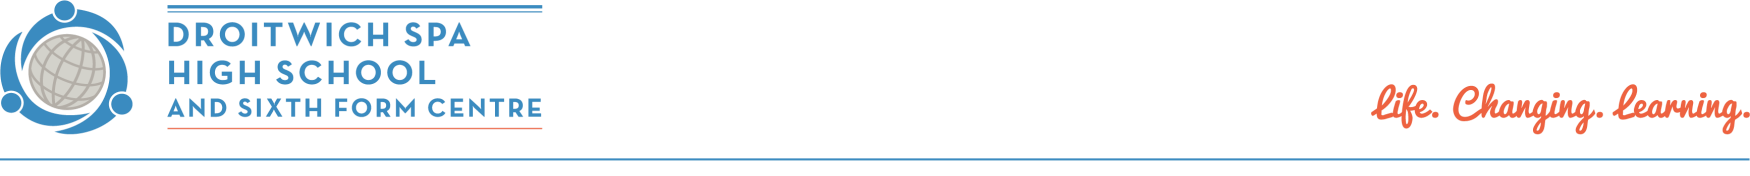 DROITWICH SPA
HIGH SCHOOL
AND SIXTH FORM CENTRE
Life. Changing. Learning.